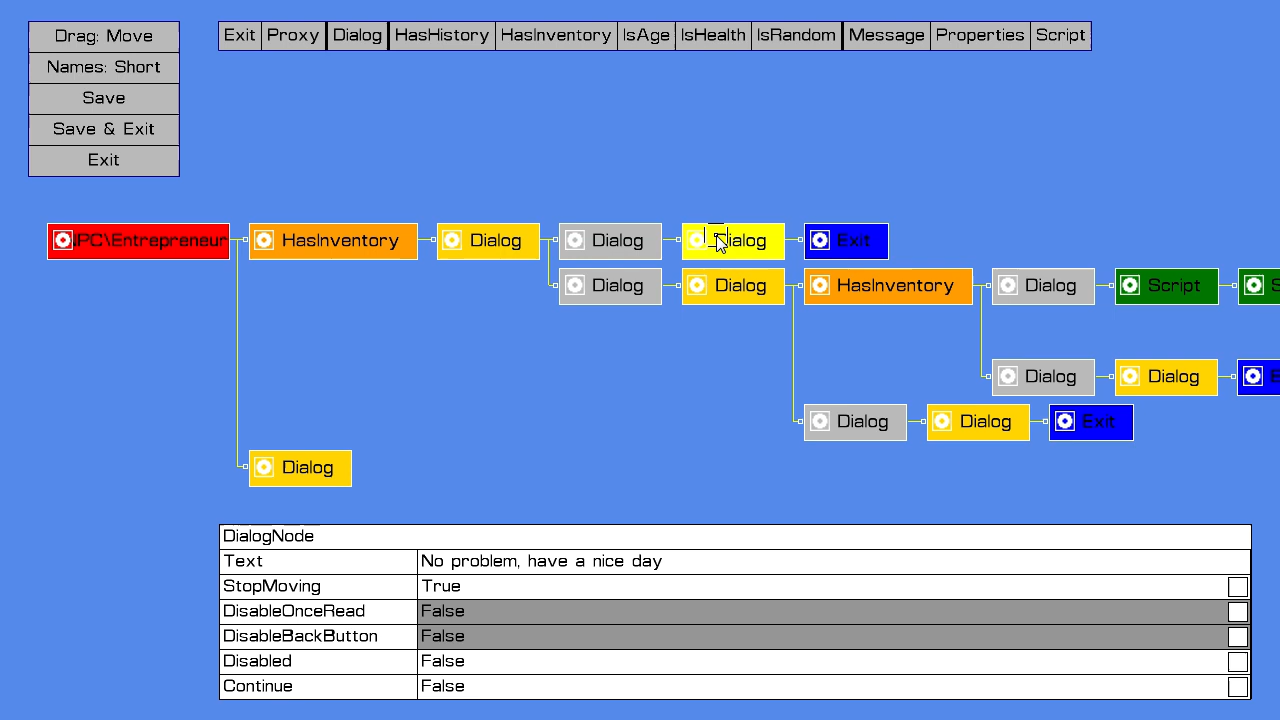 Drag: Move
Names: Short
Save
Save & Exit
Exit
Exit Proxy Dialog HasHistory HasInventory IsAge IsHealth IsRandom Message Properties Script
NPC\Entrepreneur HasInventory Dialog Dialog Dialog Exit
Dialog Dialog HasInventory Dialog Script
Dialog Dialog
Dialog Dialog Exit
Dialog
DialogNode
Text No problem, have a nice day
StopMoving True
DisableOnceRead False
DisableBackButton False
Disabled False
Continue False